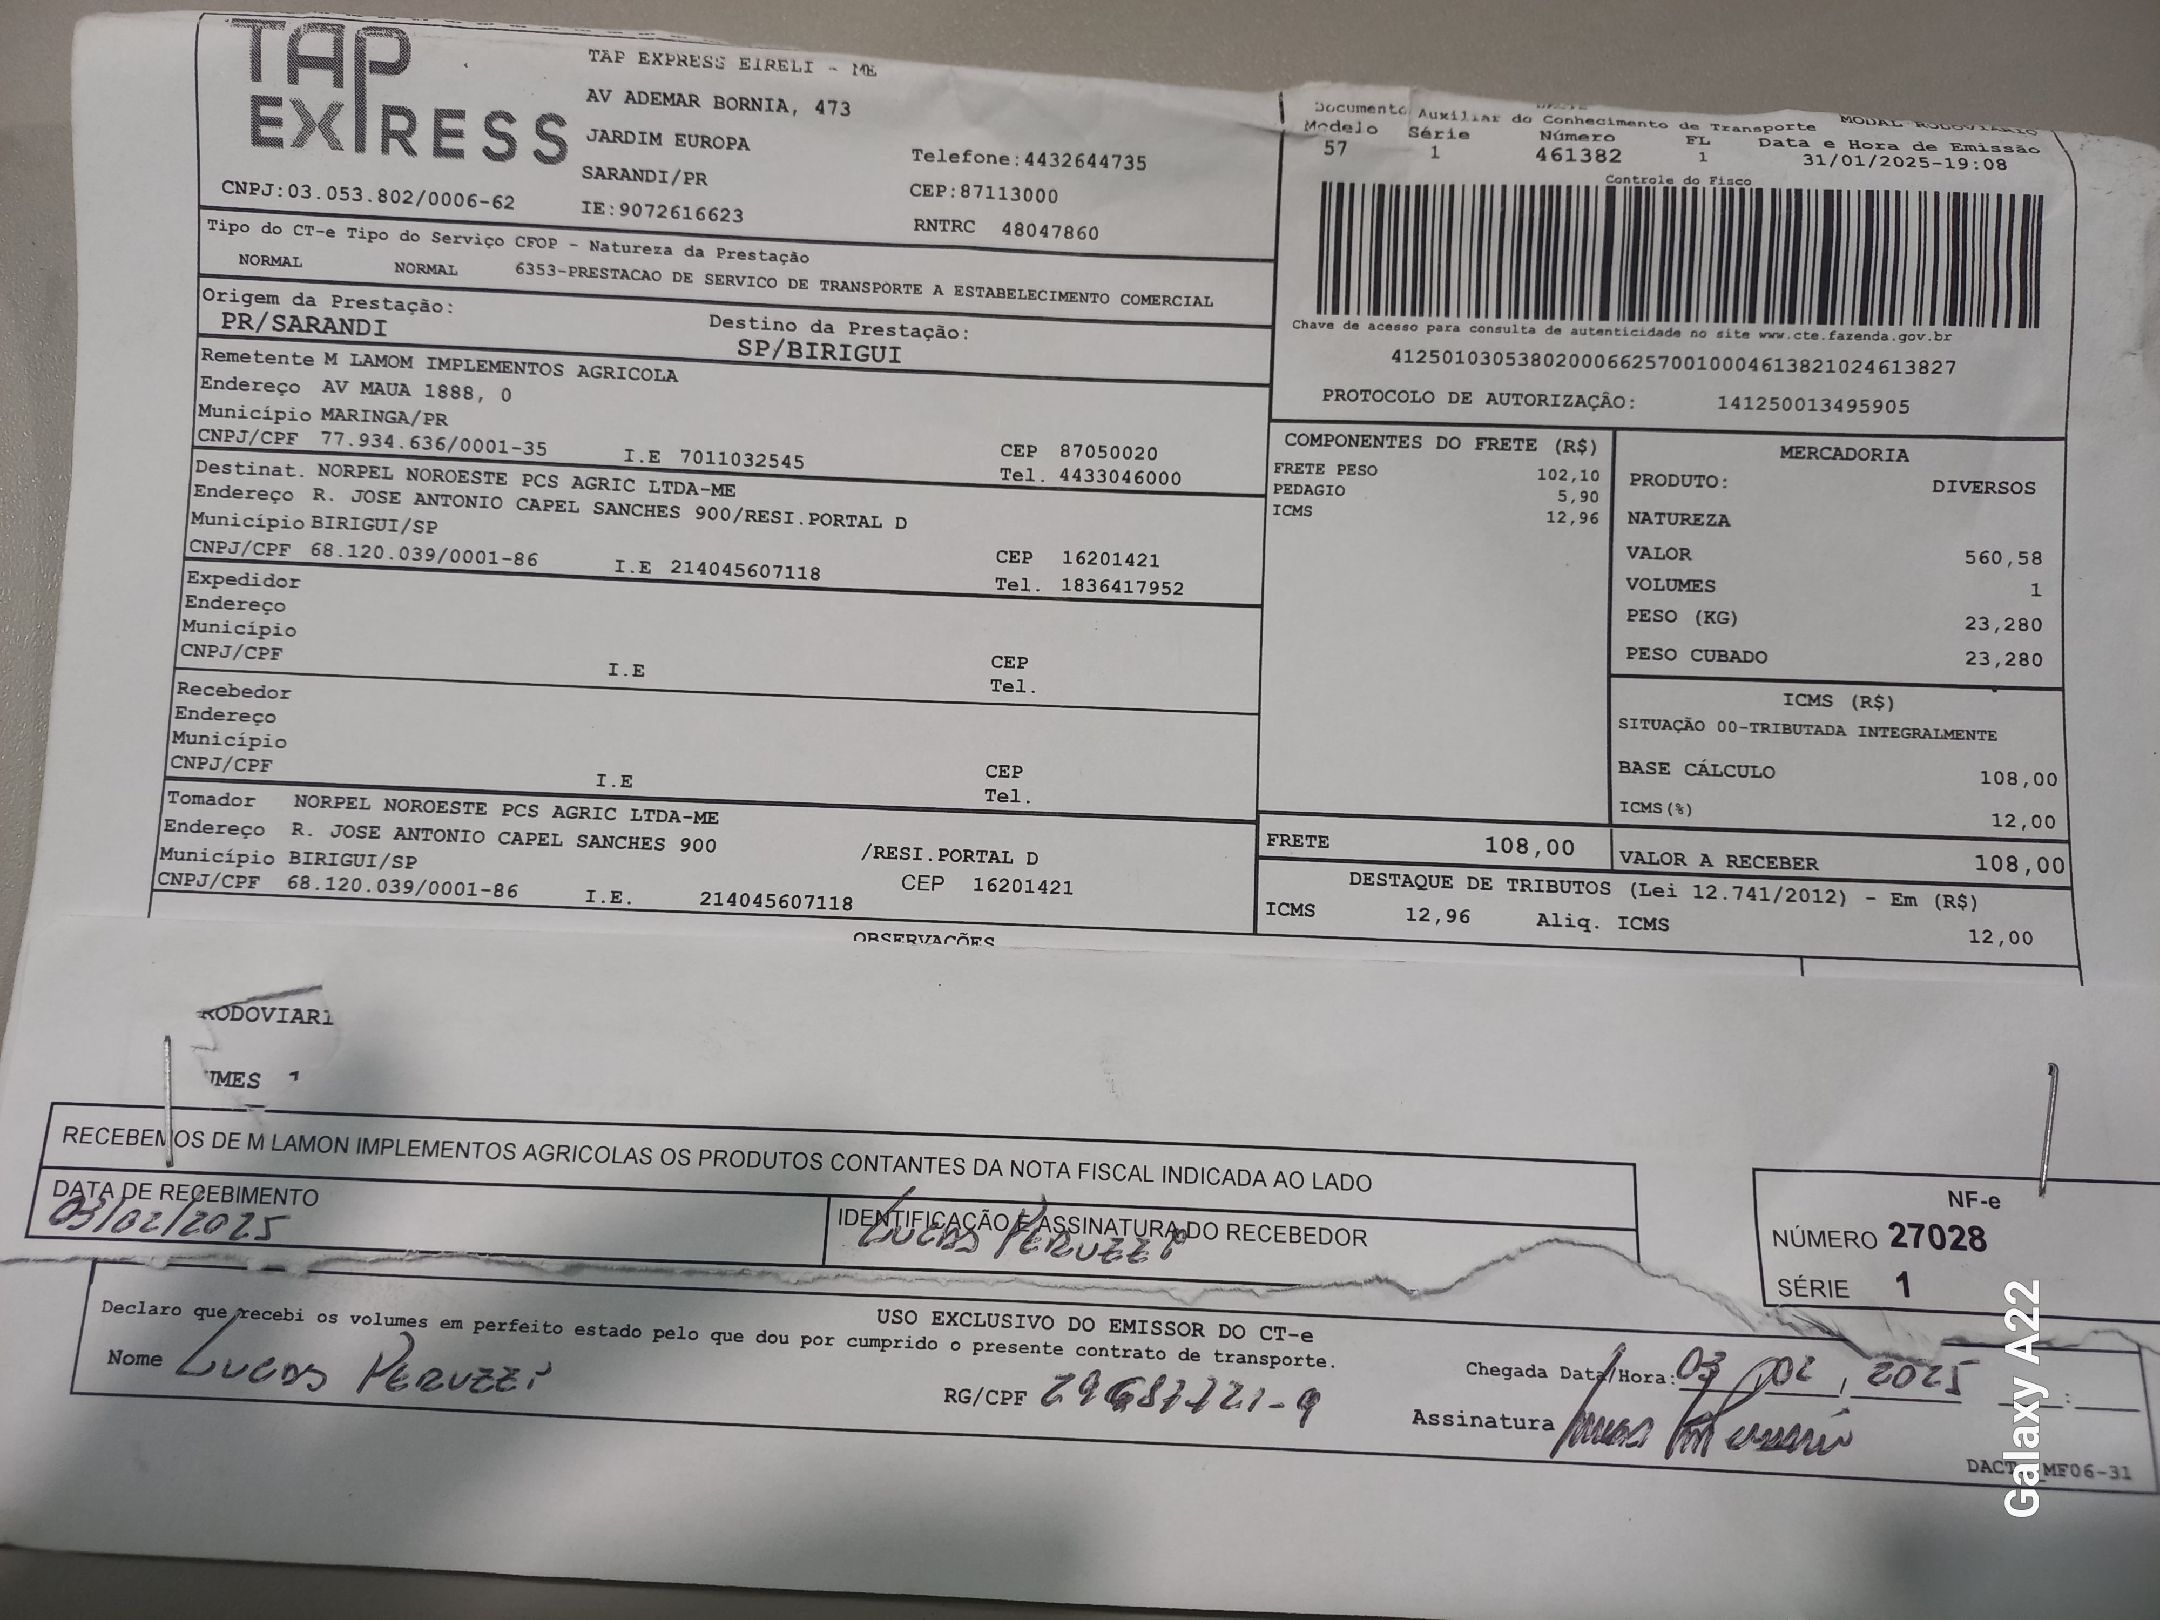 TAP
EXPRESS
TAP EXPRESS EIRELI - ME
AV ADEMAR BORNIA, 473
JARDIM EUROPA
SARANDI/PR
Telefone:4432644735
CEP:87113000
CNPJ:03.053.802/0006-62
IE:9072616623
RNTRC 48047860
Documento Auxiliar do Conhecimento de Transporte MODAL RODOVIARIO
Modelo Série Número FL Data e Hora de Emissão
57 1 461382 1 31/01/2025-19:08
Controle do Fisco
Chave de acesso para consulta de autenticidade no site www.cte.fazenda.gov.br
41250103053802000662570010004613821024613827
PROTOCOLO DE AUTORIZAÇÃO: 141250013495905
Tipo do CT-e Tipo do Serviço CFOP - Natureza da Prestação
NORMAL NORMAL 6353-PRESTACAO DE SERVICO DE TRANSPORTE A ESTABELECIMENTO COMERCIAL
Origem da Prestação: Destino da Prestação:
PR/SARANDI SP/BIRIGUI
Remetente M LAMOM IMPLEMENTOS AGRICOLA
Endereço AV MAUA 1888, 0
Município MARINGA/PR CEP 87050020
CNPJ/CPF 77.934.636/0001-35 I.E 7011032545 Tel. 4433046000
Destinat. NORPEL NOROESTE PCS AGRIC LTDA-ME
Endereço R. JOSE ANTONIO CAPEL SANCHES 900/RESI.PORTAL D
Município BIRIGUI/SP CEP 16201421
CNPJ/CPF 68.120.039/0001-86 I.E 214045607118 Tel. 1836417952
Expedidor
Endereço
Município CEP
CNPJ/CPF I.E Tel.
Recebedor
Endereço
Município CEP
CNPJ/CPF I.E Tel.
Tomador NORPEL NOROESTE PCS AGRIC LTDA-ME
Endereço R. JOSE ANTONIO CAPEL SANCHES 900 /RESI.PORTAL D
Município BIRIGUI/SP CEP 16201421
CNPJ/CPF 68.120.039/0001-86 I.E. 214045607118
COMPONENTES DO FRETE (R$)
FRETE PESO 102,10
PEDAGIO 5,90
ICMS 12,96
MERCADORIA
PRODUTO: DIVERSOS
NATUREZA
VALOR 560,58
VOLUMES 1
PESO (KG) 23,280
PESO CUBADO 23,280
ICMS (R$)
SITUAÇÃO 00-TRIBUTADA INTEGRALMENTE
BASE CÁLCULO 108,00
ICMS(%) 12,00
FRETE 108,00 VALOR A RECEBER 108,00
DESTAQUE DE TRIBUTOS (Lei 12.741/2012) - Em (R$)
ICMS 12,96 Aliq. ICMS 12,00
OBSERVAÇÕES
RODOVIARI
UMES 1
RECEBEMOS DE M LAMON IMPLEMENTOS AGRICOLAS OS PRODUTOS CONTANTES DA NOTA FISCAL INDICADA AO LADO
DATA DE RECEBIMENTO
03/02/2025
IDENTIFICAÇÃO E ASSINATURA DO RECEBEDOR
Lucas Peruzzi
NF-e
NÚMERO 27028
SÉRIE 1
USO EXCLUSIVO DO EMISSOR DO CT-e
Declaro que recebi os volumes em perfeito estado pelo que dou por cumprido o presente contrato de transporte.
Nome Lucas Peruzzi
RG/CPF
Chegada Data/Hora: 03 / 02 , 2025 :
Assinatura
MF06-31
Galaxy A22